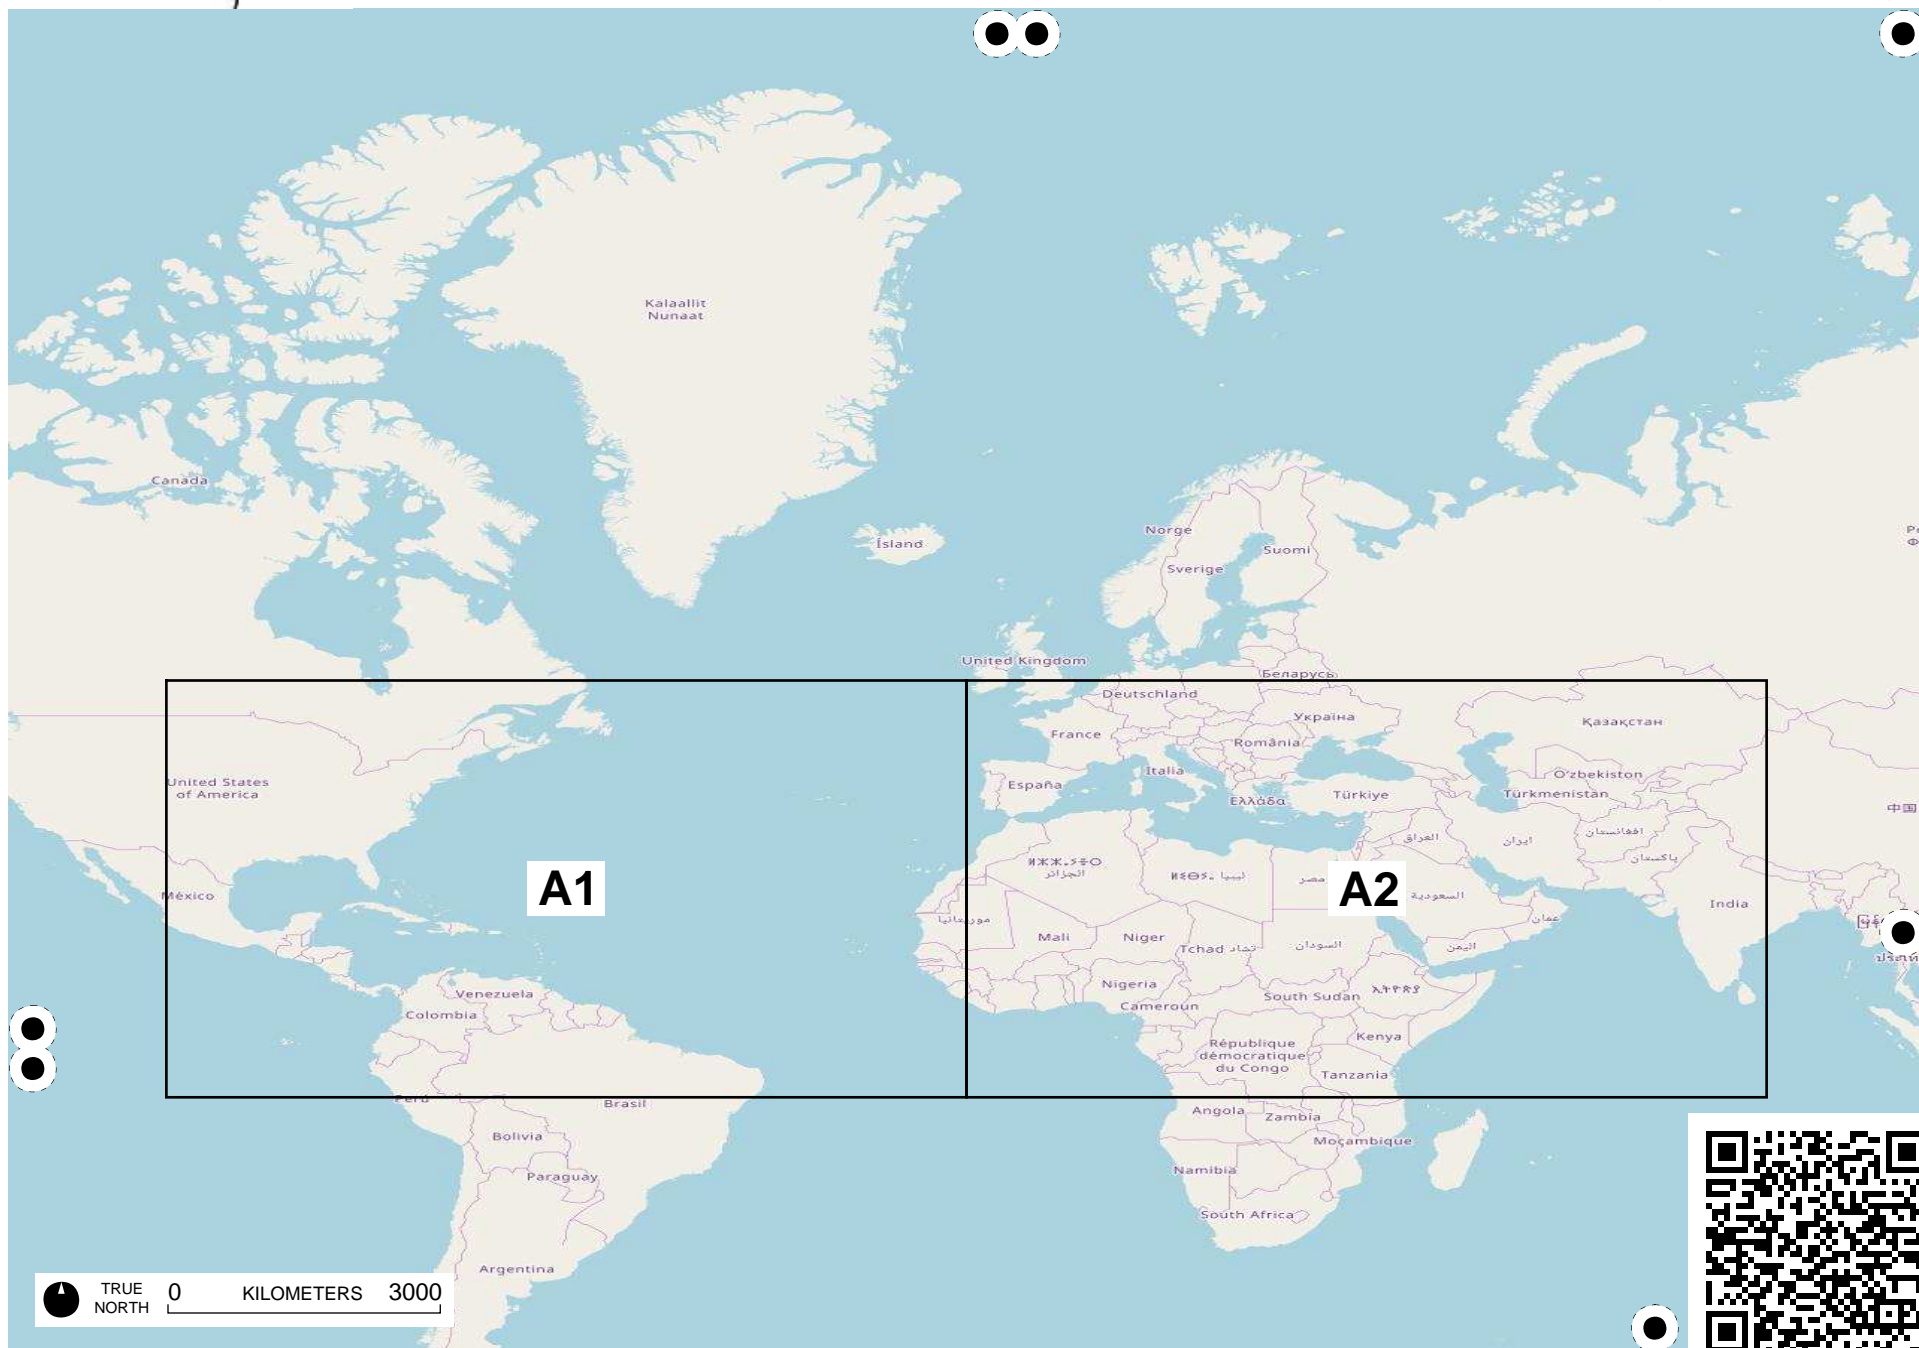 Kalaallit
Nunaat
Canada
Ísland
Norge
Suomi
Sverige
United Kingdom
Беларусь
Deutschland
Україна
Қазақстан
France
România
Italia
España
Ελλάδα
Türkiye
Oʻzbekiston
Türkmenistan
United States
of America
中国
العراق
ایران
افغانستان
پاکستان
الجزائر
ليبيا
مصر
السعودية
México
A1
A2
India
عمان
موريتانيا
Mali
Niger
Tchad تشاد
السودان
اليمن
Nigeria
Cameroun
South Sudan
ኢትዮጵያ
Venezuela
Colombia
Kenya
République
démocratique
du Congo
Tanzania
Perú
Brasil
Angola
Zambia
Bolivia
Moçambique
Paraguay
Namibia
South Africa
Argentina
TRUE
NORTH
0 KILOMETERS 3000